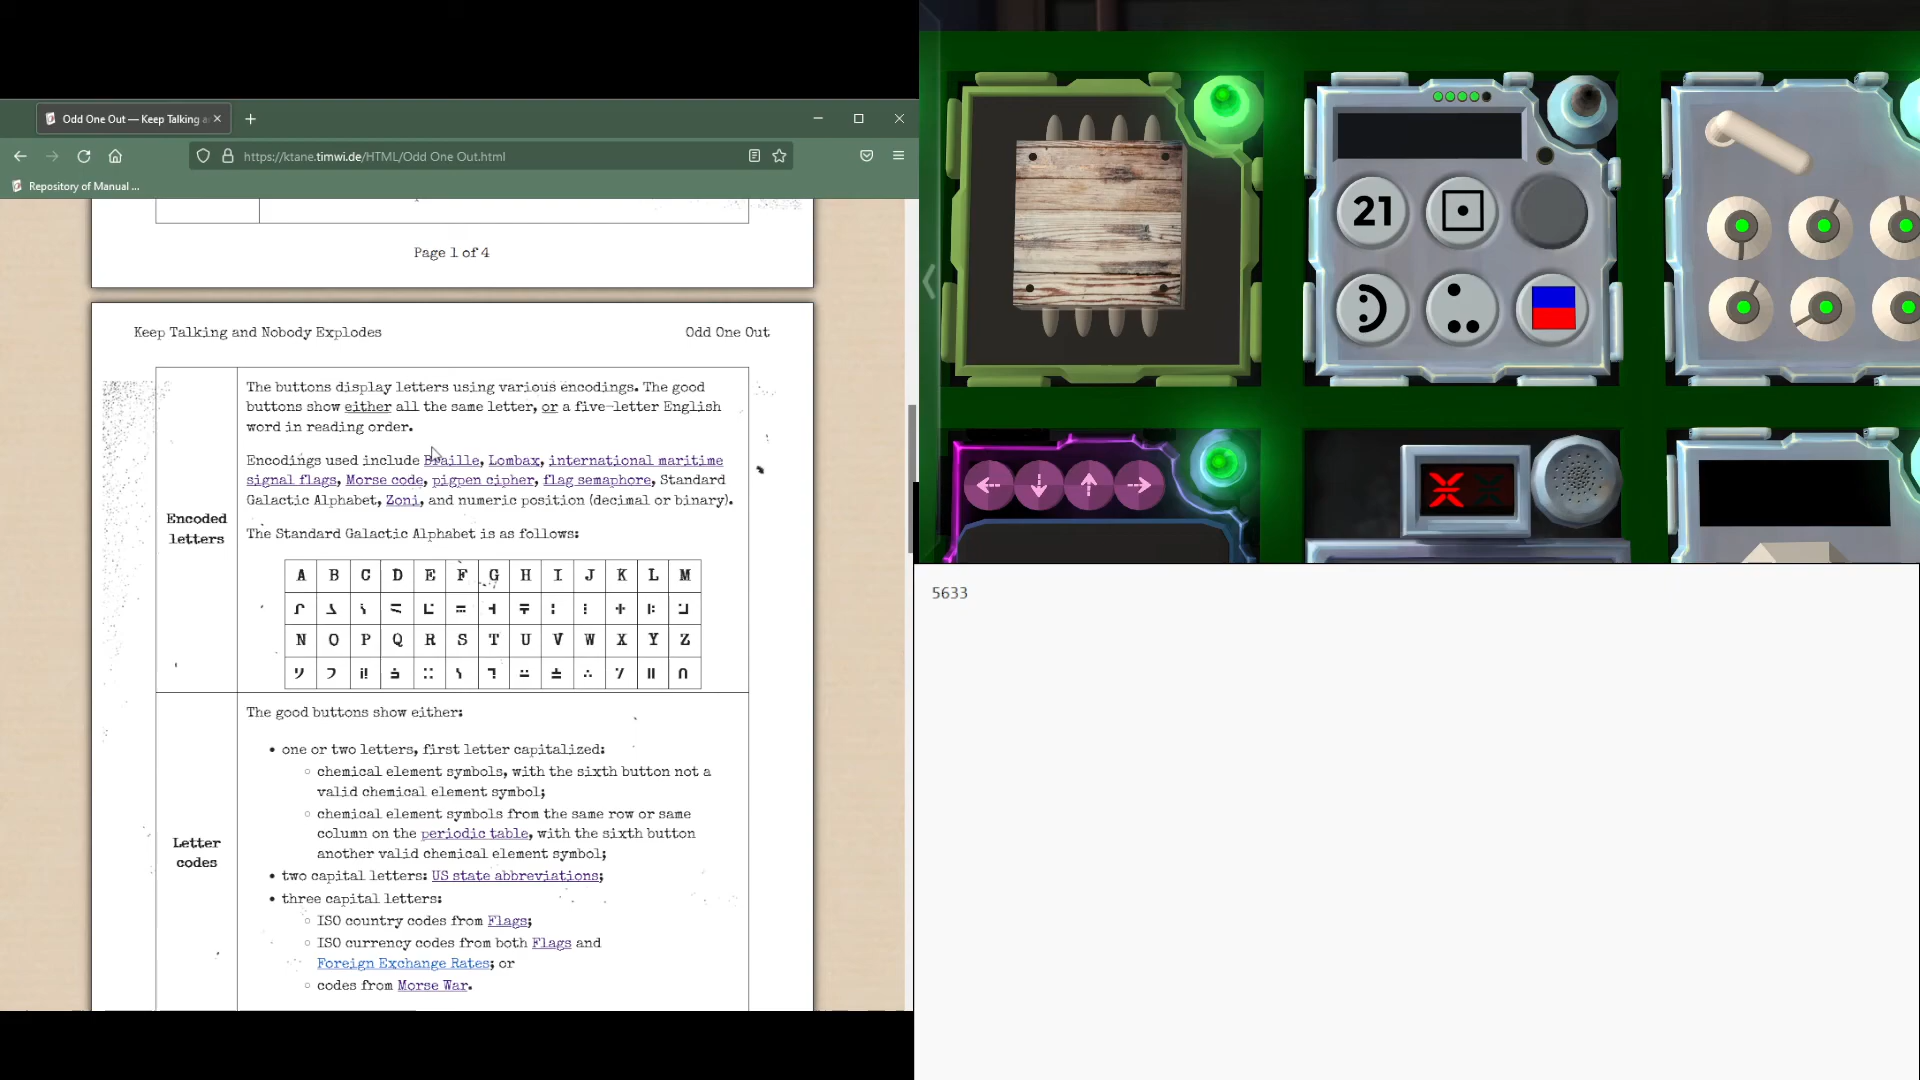 Odd One Out — Keep Talking a
https://ktane.timwi.de/HTML/Odd One Out.html
Repository of Manual ...
Page 1 of 4
Keep Talking and Nobody Explodes
Odd One Out
Encoded
letters
The buttons display letters using various encodings. The good
buttons show either all the same letter, or a five-letter English
word in reading order.
Encodings used include Braille, Lombax, international maritime
signal flags, Morse code, pigpen cipher, flag semaphore, Standard
Galactic Alphabet, Zoni, and numeric position (decimal or binary).
The Standard Galactic Alphabet is as follows:
A B C D E F G H I J K L M
N O P Q R S T U V W X Y Z
Letter
codes
The good buttons show either:
• one or two letters, first letter capitalized:
○ chemical element symbols, with the sixth button not a
valid chemical element symbol;
○ chemical element symbols from the same row or same
column on the periodic table, with the sixth button
another valid chemical element symbol;
• two capital letters: US state abbreviations;
• three capital letters:
○ ISO country codes from Flags;
○ ISO currency codes from both Flags and
Foreign Exchange Rates; or
○ codes from Morse War.
21
5633